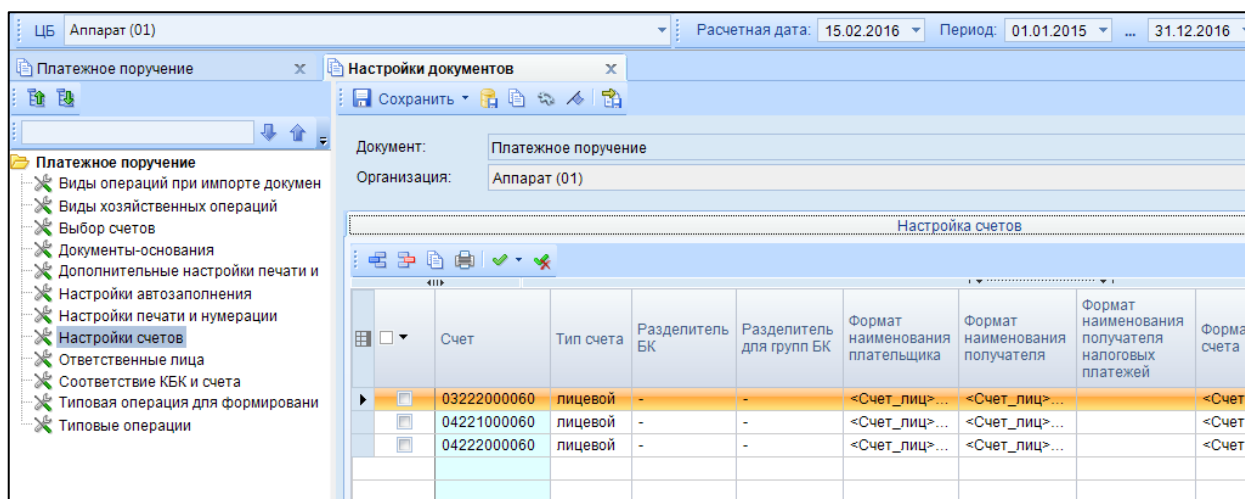 ЦБ Аппарат (01) Расчетная дата: 15.02.2016 Период: 01.01.2015 ... 31.12.2016
Платежное поручение x Настройки документов x
Сохранить
Документ: Платежное поручение
Организация: Аппарат (01)
Платежное поручение
Виды операций при импорте докумен
Виды хозяйственных операций
Выбор счетов
Документы-основания
Дополнительные настройки печати и
Настройки автозаполнения
Настройки печати и нумерации
Настройки счетов
Ответственные лица
Соответствие КБК и счета
Типовая операция для формировани
Типовые операции
Настройка счетов
Счет
Тип счета
Разделитель
БК
Разделитель
для групп БК
Формат
наименования
плательщика
Формат
наименования
получателя
Формат
наименования
получателя
налоговых
платежей
Форма
счета
03222000060 лицевой - - <Счет_лиц>... <Счет_лиц>... <Счет
04221000060 лицевой - - <Счет_лиц>... <Счет_лиц>... <Счет
04222000060 лицевой - - <Счет_лиц>... <Счет_лиц>... <Счет